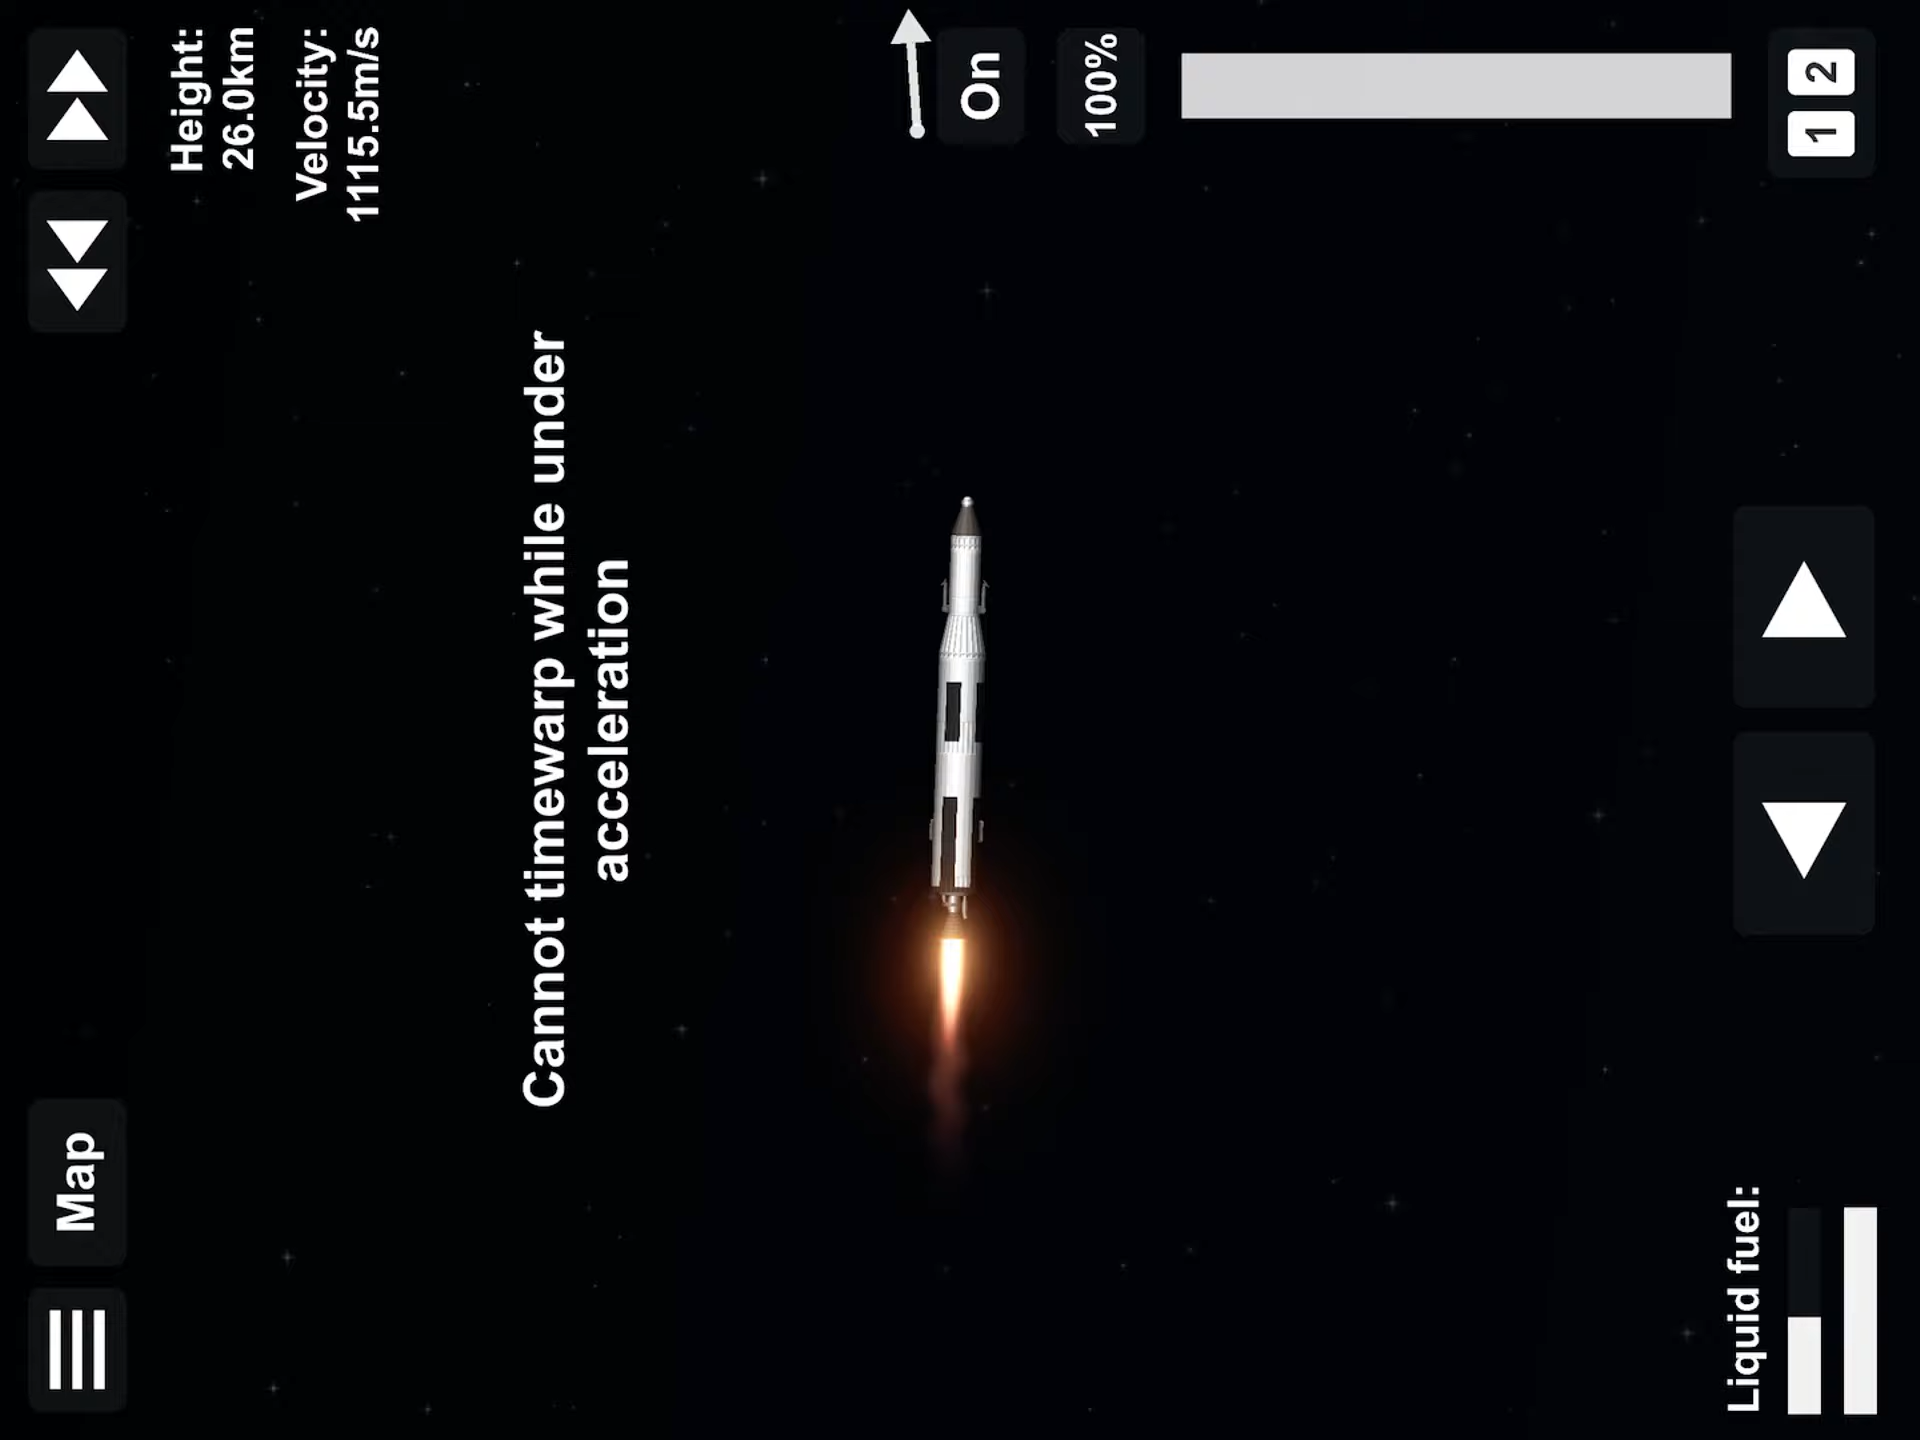 Map
Height:
26.0km
Velocity:
1115.5m/s
Cannot timewarp while under
acceleration
On
100%
Liquid fuel:
1 2